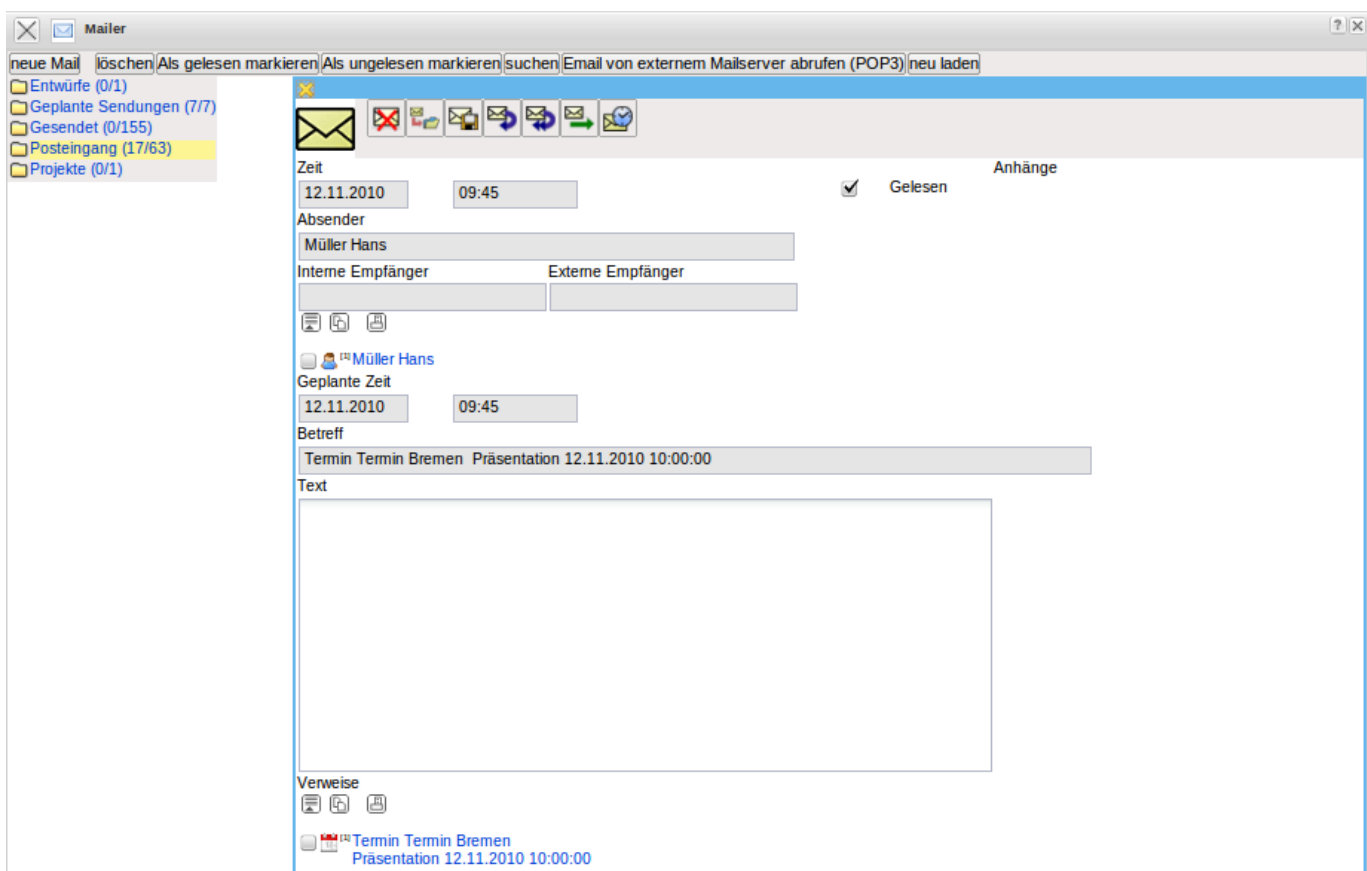 Mailer
? X
neue Mail löschen Als gelesen markieren Als ungelesen markieren suchen Email von externem Mailserver abrufen (POP3) neu laden
Entwürfe (0/1)
Geplante Sendungen (7/7)
Gesendet (0/155)
Posteingang (17/63)
Projekte (0/1)
Zeit
Anhänge
12.11.2010 09:45
Gelesen
Absender
Müller Hans
Interne Empfänger Externe Empfänger
[1] Müller Hans
Geplante Zeit
12.11.2010 09:45
Betreff
Termin Termin Bremen Präsentation 12.11.2010 10:00:00
Text
Verweise
[1] Termin Termin Bremen
Präsentation 12.11.2010 10:00:00